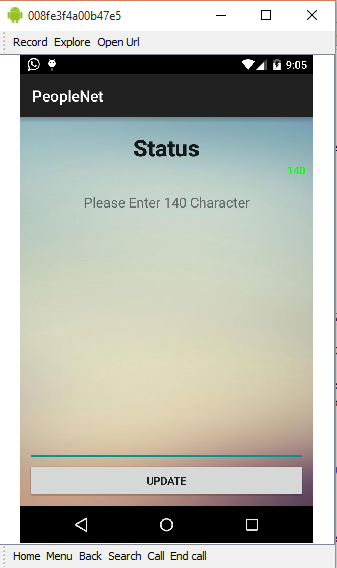 008fe3f4a00b47e5
Record Explore Open Url
9:05
PeopleNet
Status
140
Please Enter 140 Character
UPDATE
Home Menu Back Search Call End call